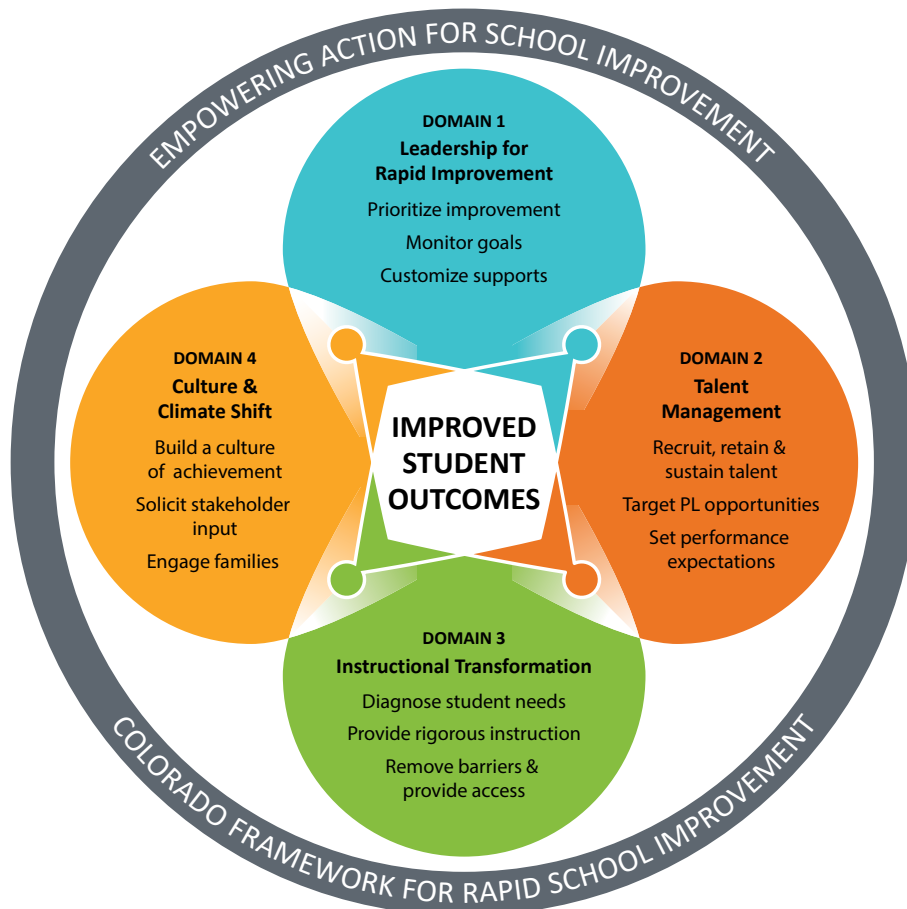 EMPOWERING ACTION FOR SCHOOL IMPROVEMENT
DOMAIN 1
Leadership for
Rapid Improvement
Prioritize improvement
Monitor goals
Customize supports
DOMAIN 4
Culture &
Climate Shift
Build a culture
of achievement
Solicit stakeholder
input
Engage families
IMPROVED
STUDENT
OUTCOMES
DOMAIN 2
Talent
Management
Recruit, retain &
sustain talent
Target PL opportunities
Set performance
expectations
DOMAIN 3
Instructional Transformation
Diagnose student needs
Provide rigorous instruction
Remove barriers &
provide access
COLORADO FRAMEWORK FOR RAPID SCHOOL IMPROVEMENT